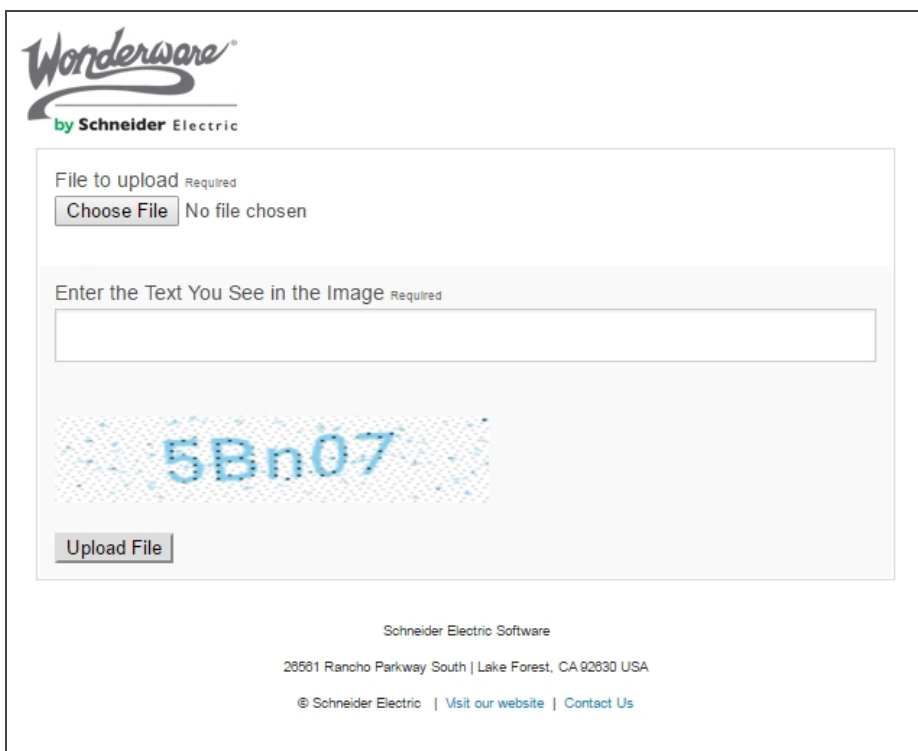 Wonderware®
by Schneider Electric
File to upload Required
Choose File No file chosen
Enter the Text You See in the Image Required
5Bn07
Upload File
Schneider Electric Software
26561 Rancho Parkway South | Lake Forest, CA 92630 USA
© Schneider Electric | Visit our website | Contact Us